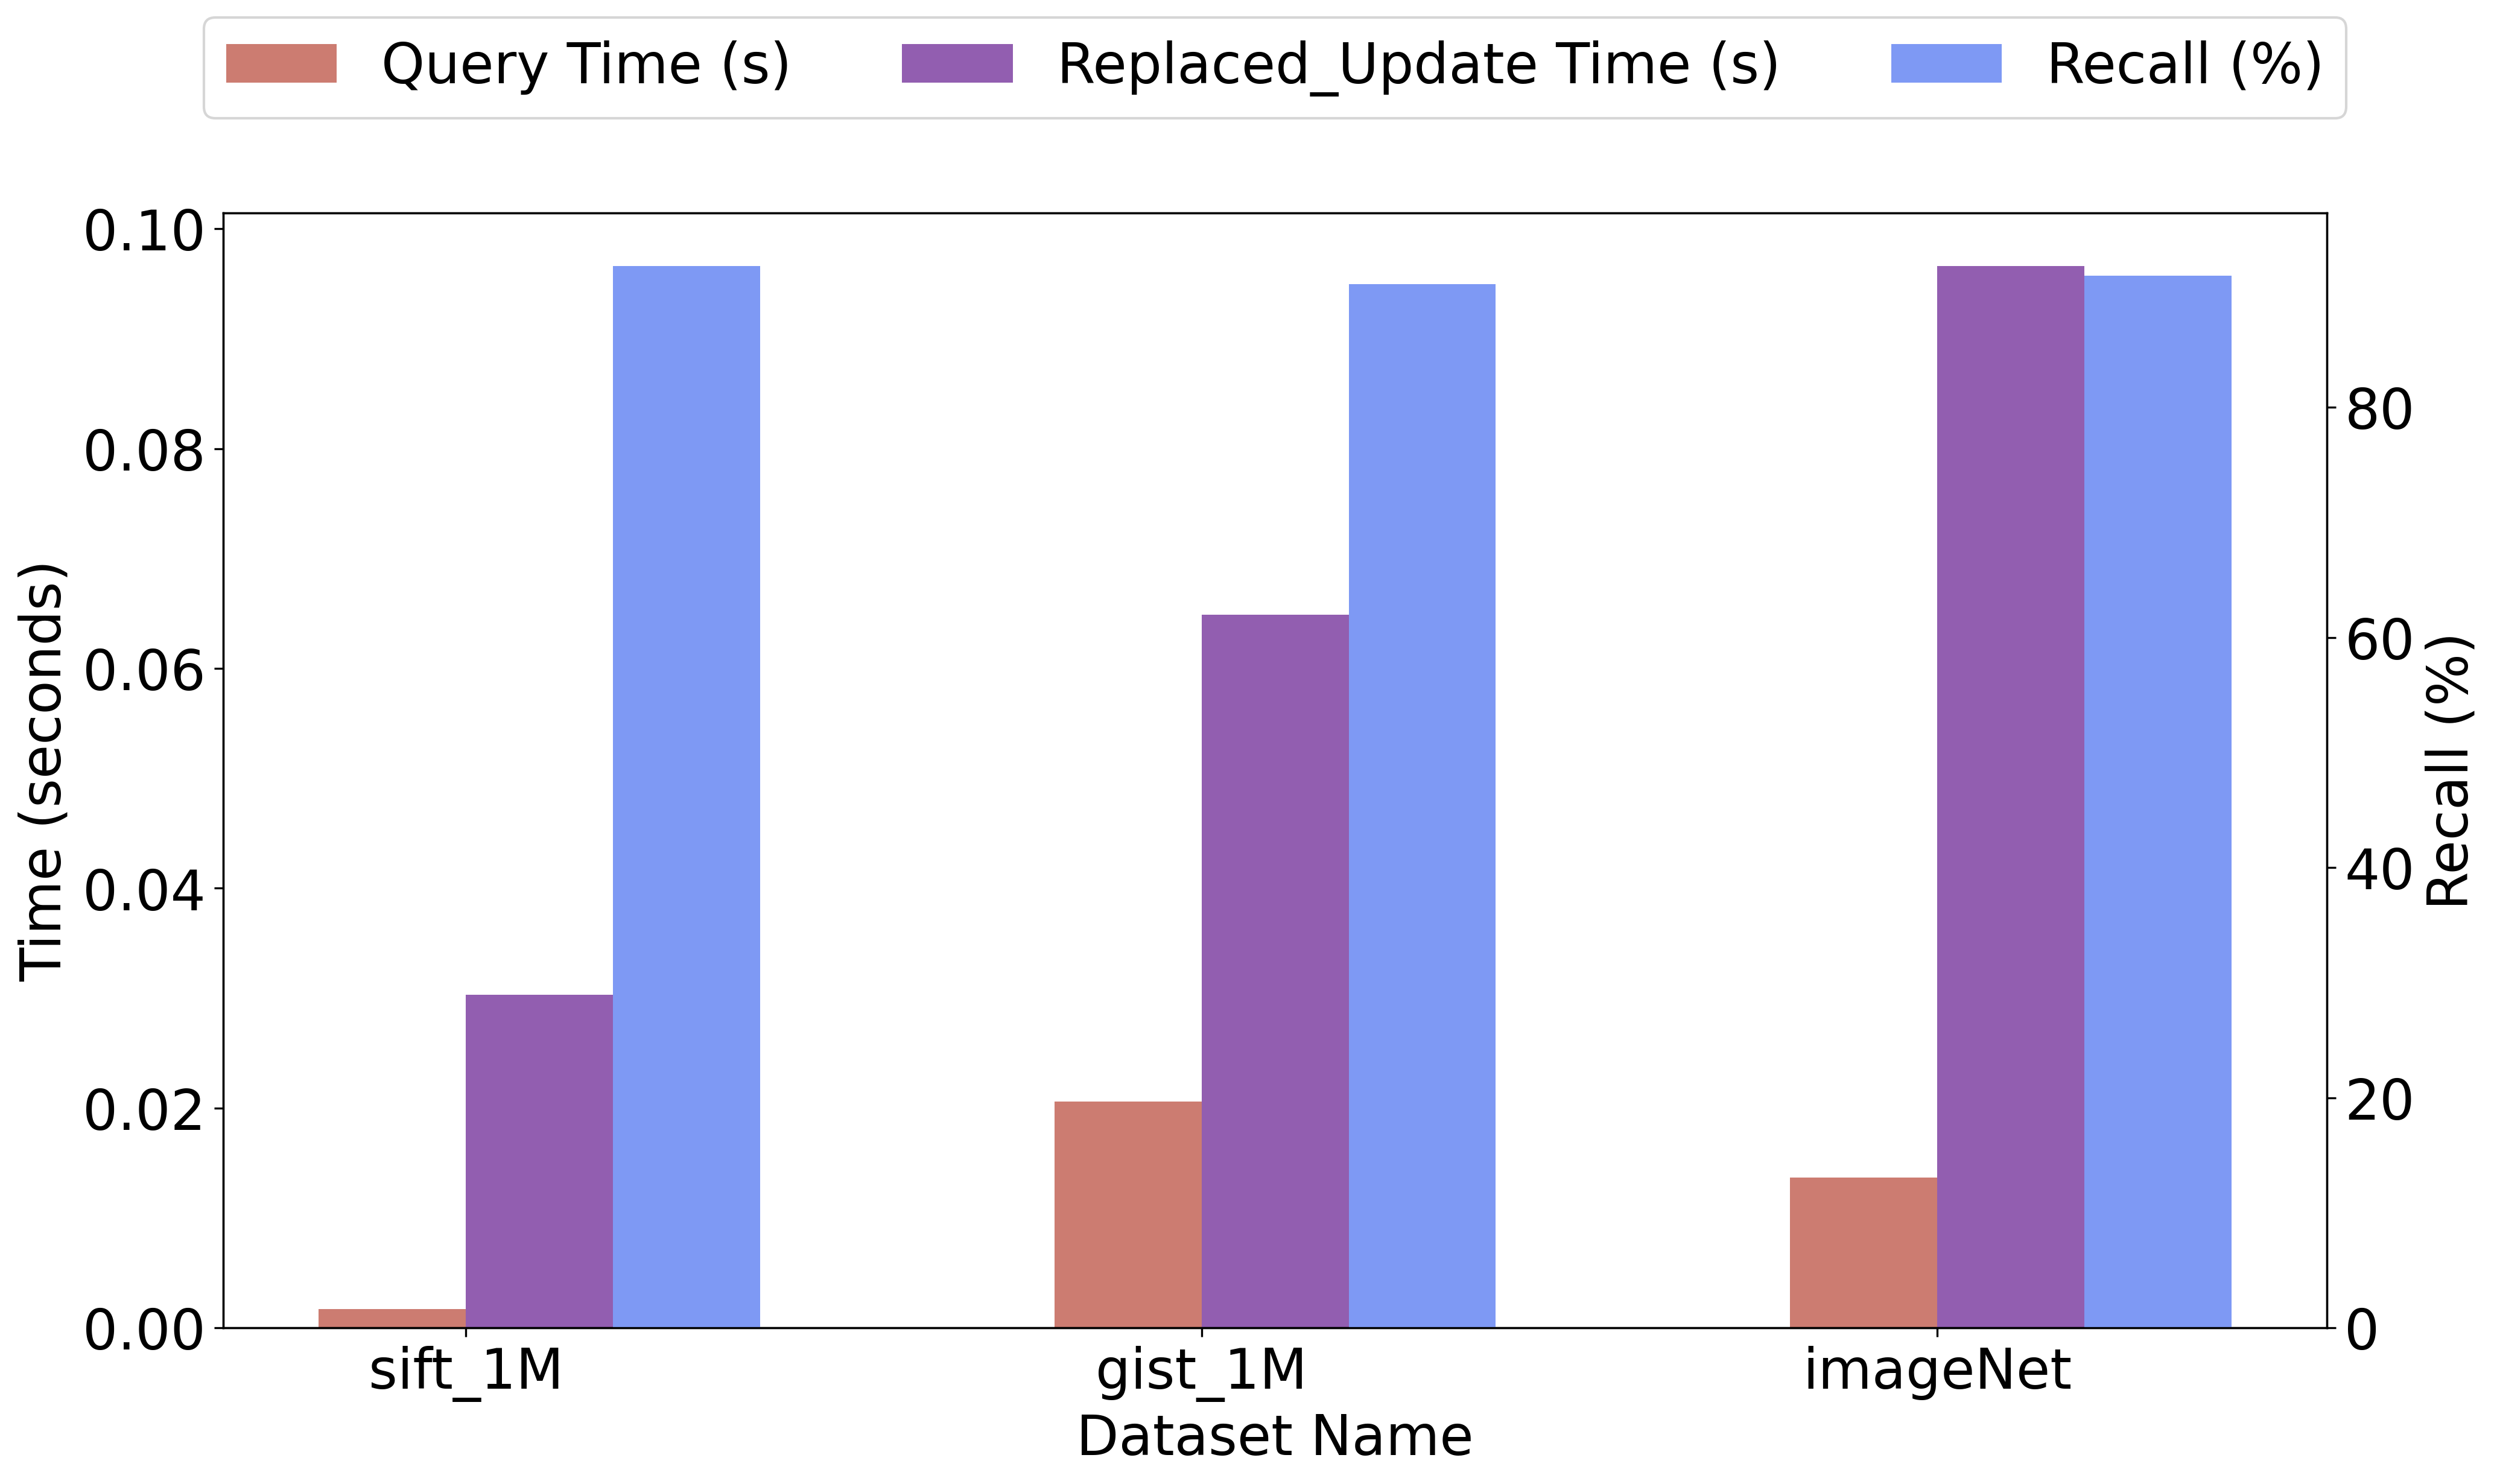 Query Time (s) Replaced_Update Time (s) Recall (%)
0.10
0.08
0.06
0.04
0.02
0.00
Time (seconds)
80
60
40
20
0
Recall (%)
sift_1M gist_1M imageNet
Dataset Name